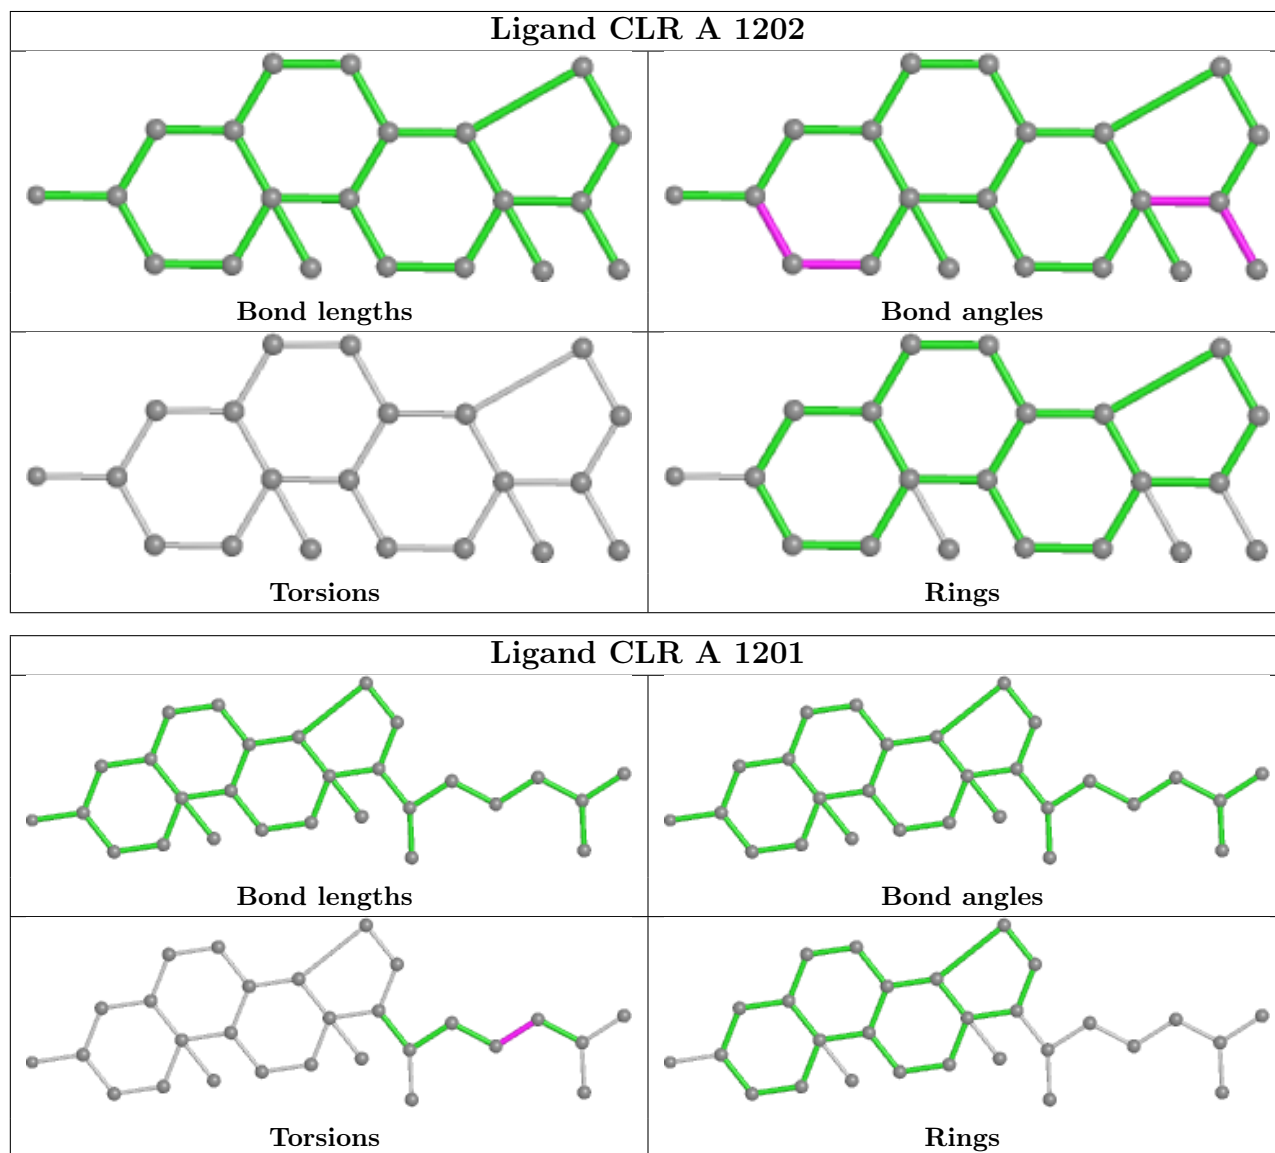 Ligand CLR A 1202
Bond lengths
Bond angles
Torsions
Rings
Ligand CLR A 1201
Bond lengths
Bond angles
Torsions
Rings